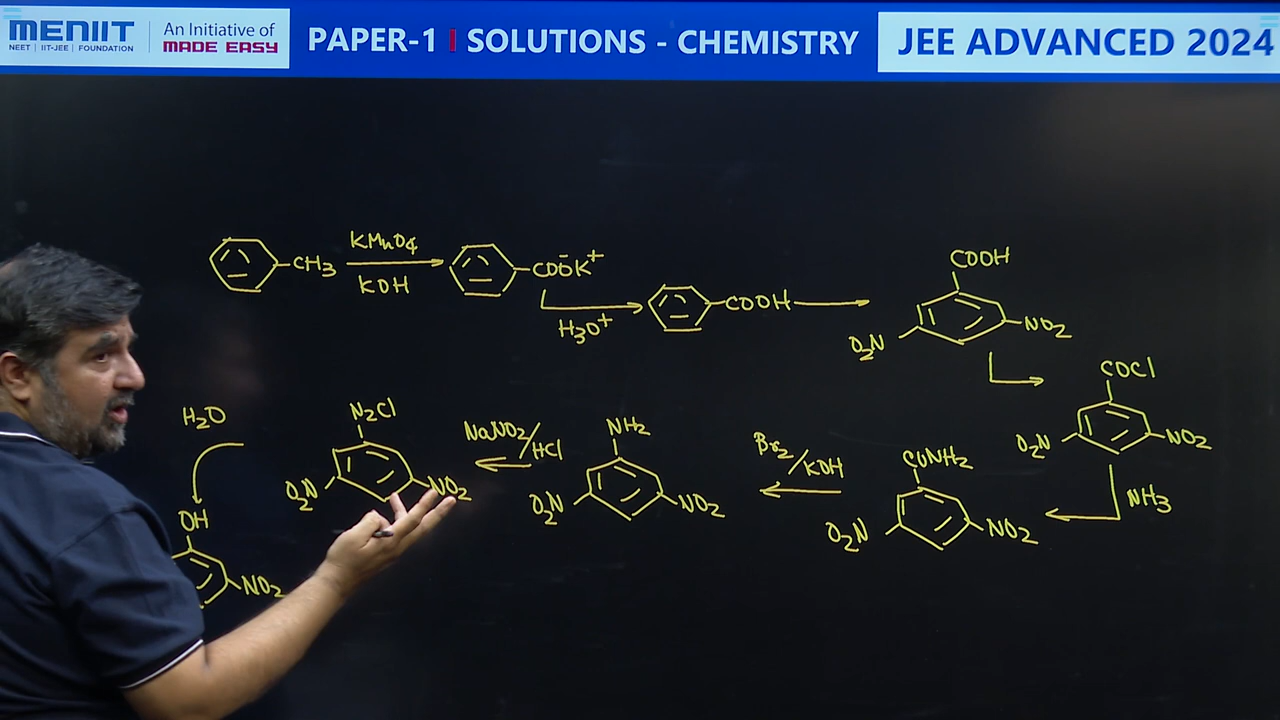 MENIIT
NEET | IIT-JEE | FOUNDATION
An Initiative of
MADE EASY
PAPER-1 | SOLUTIONS - CHEMISTRY
JEE ADVANCED 2024
CH3
KMnO4
KOH
COO⁻K⁺
H3O⁺
COOH
COOH
O2N
NO2
COCl
O2N
NO2
NH3
CONH2
O2N
NO2
Br2/KOH
NH2
O2N
NO2
NaNO2/HCl
N2Cl
O2N
NO2
H2O
OH
NO2